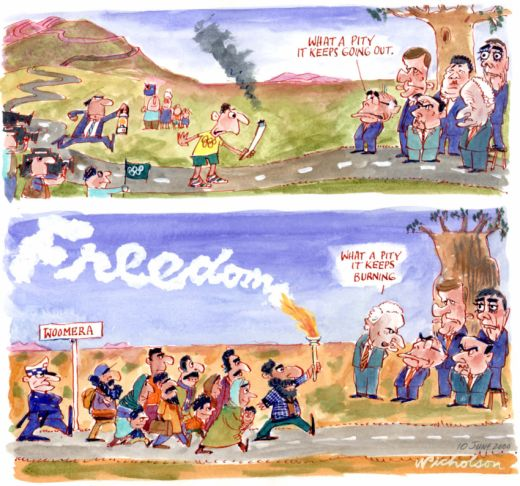 WHAT A PITY
IT KEEPS GOING OUT.
Freedom
WHAT A PITY
IT KEEPS
BURNING
WOOMERA
10 JUNE 2000
Nicholson